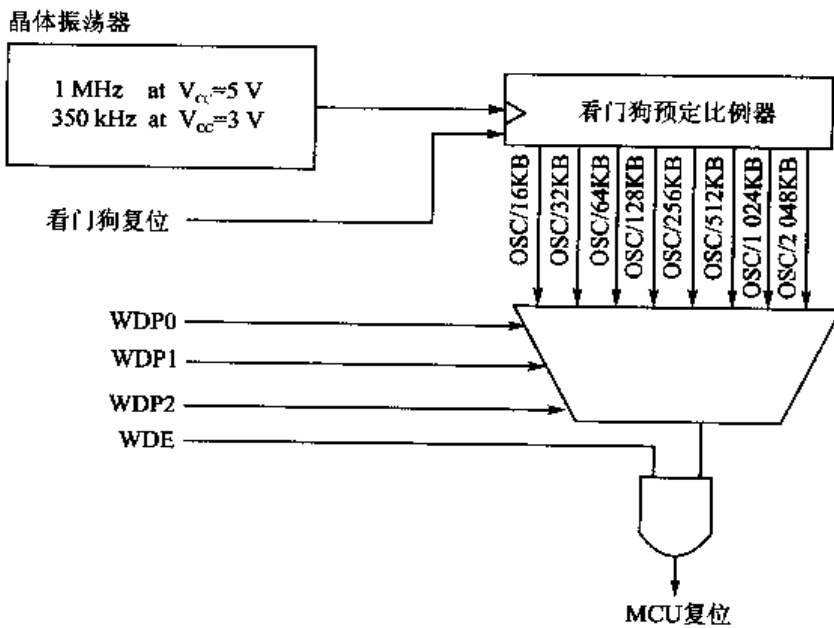 晶体振荡器
1 MHz at VCC=5 V
350 kHz at VCC=3 V
看门狗预定比例器
看门狗复位
OSC/16KB
OSC/32KB
OSC/64KB
OSC/128KB
OSC/256KB
OSC/512KB
OSC/1 024KB
OSC/2 048KB
WDP0
WDP1
WDP2
WDE
MCU复位